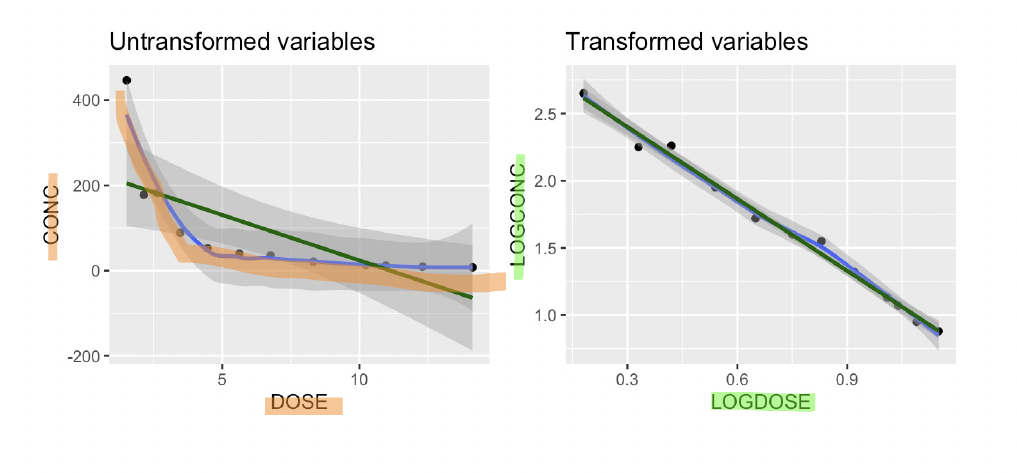 Untransformed variables
CONC
400
200
0
-200
5
10
DOSE
Transformed variables
LOGCONC
2.5
2.0
1.5
1.0
0.3
0.6
0.9
LOGDOSE